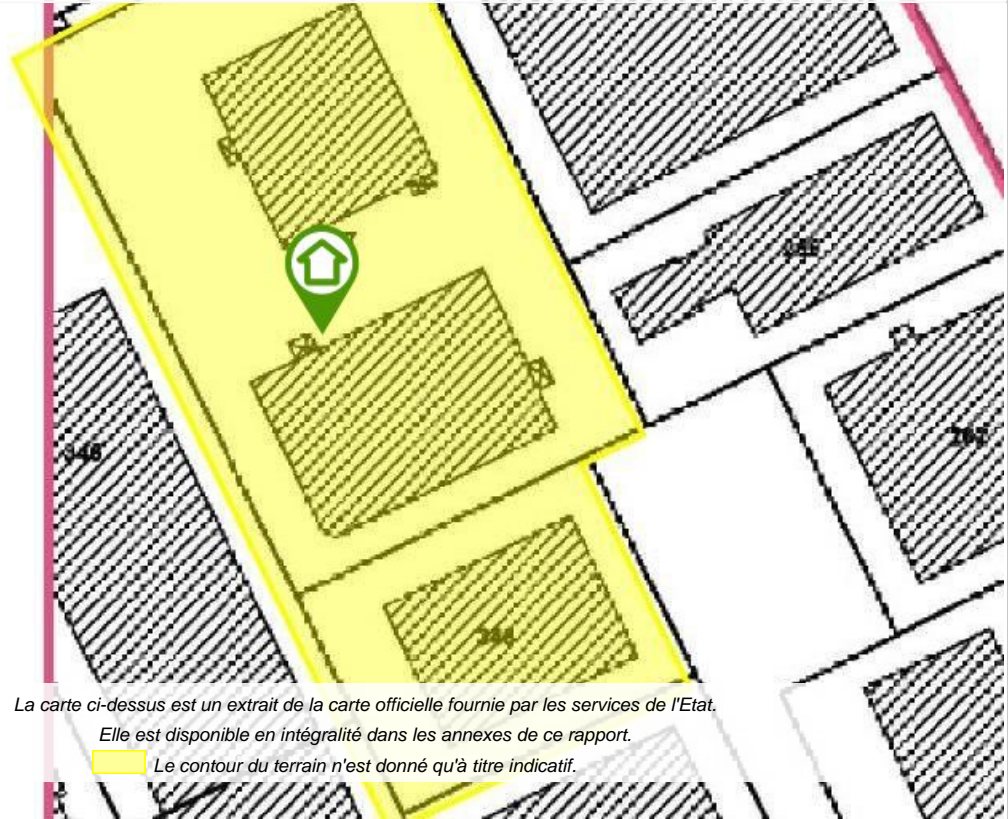 La carte ci-dessus est un extrait de la carte officielle fournie par les services de l'Etat.
Elle est disponible en intégralité dans les annexes de ce rapport.
Le contour du terrain n'est donné qu'à titre indicatif.